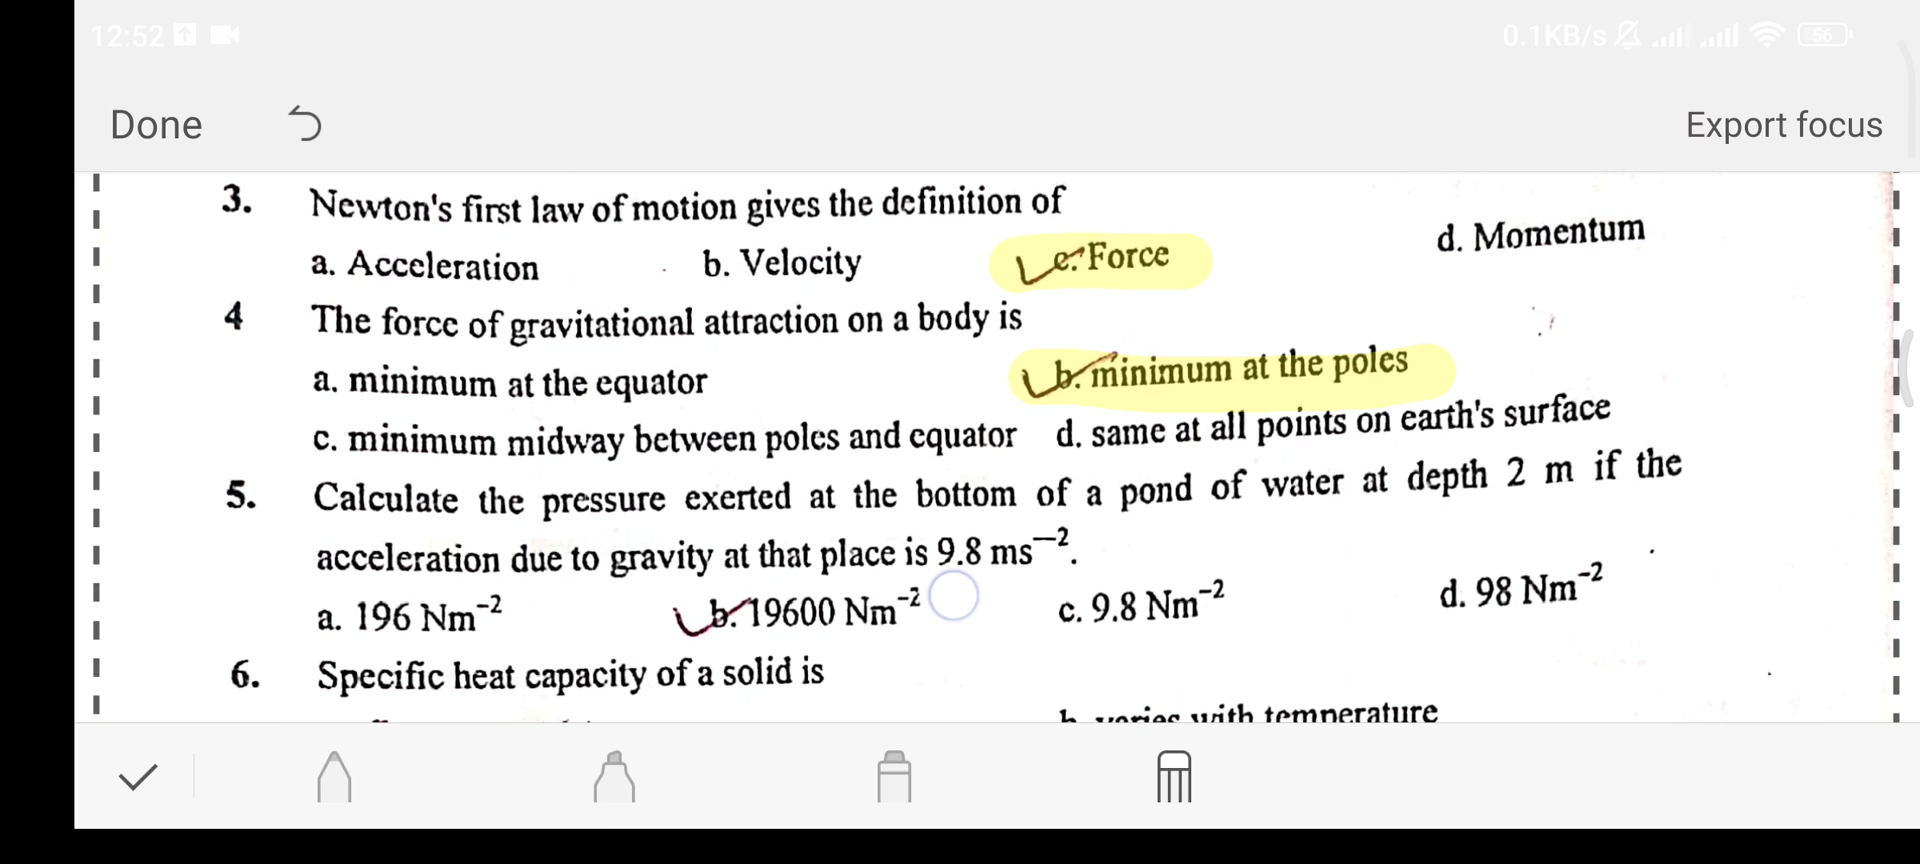 12:52
0.1KB/s 56
Done Export focus
3. Newton's first law of motion gives the definition of
a. Acceleration b. Velocity c. Force d. Momentum
4 The force of gravitational attraction on a body is
a. minimum at the equator b. minimum at the poles
c. minimum midway between poles and equator d. same at all points on earth's surface
5. Calculate the pressure exerted at the bottom of a pond of water at depth 2 m if the
acceleration due to gravity at that place is 9.8 ms⁻².
a. 196 Nm⁻² b. 19600 Nm⁻² c. 9.8 Nm⁻² d. 98 Nm⁻²
6. Specific heat capacity of a solid is
b varies with temperature